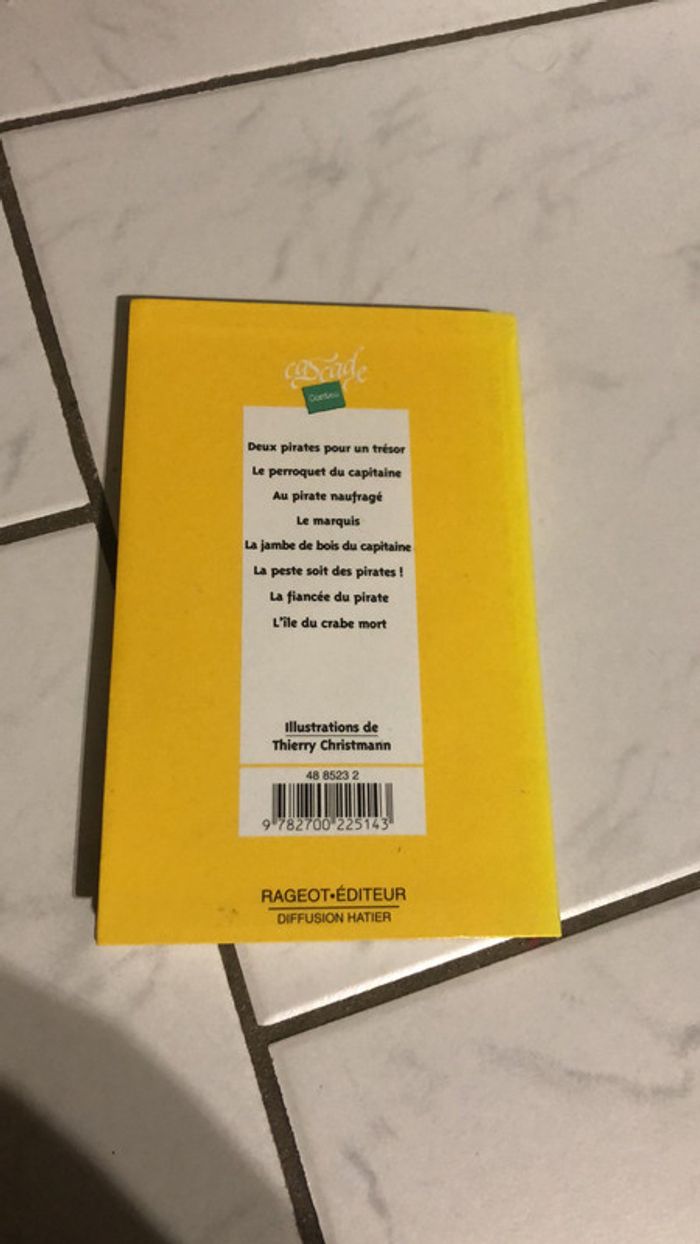 cascade
Contes
Deux pirates pour un trésor
Le perroquet du capitaine
Au pirate naufragé
Le marquis
La jambe de bois du capitaine
La peste soit des pirates !
La fiancée du pirate
L'île du crabe mort
Illustrations de
Thierry Christmann
48 8523 2
9 782700 225143
RAGEOT•ÉDITEUR
DIFFUSION HATIER